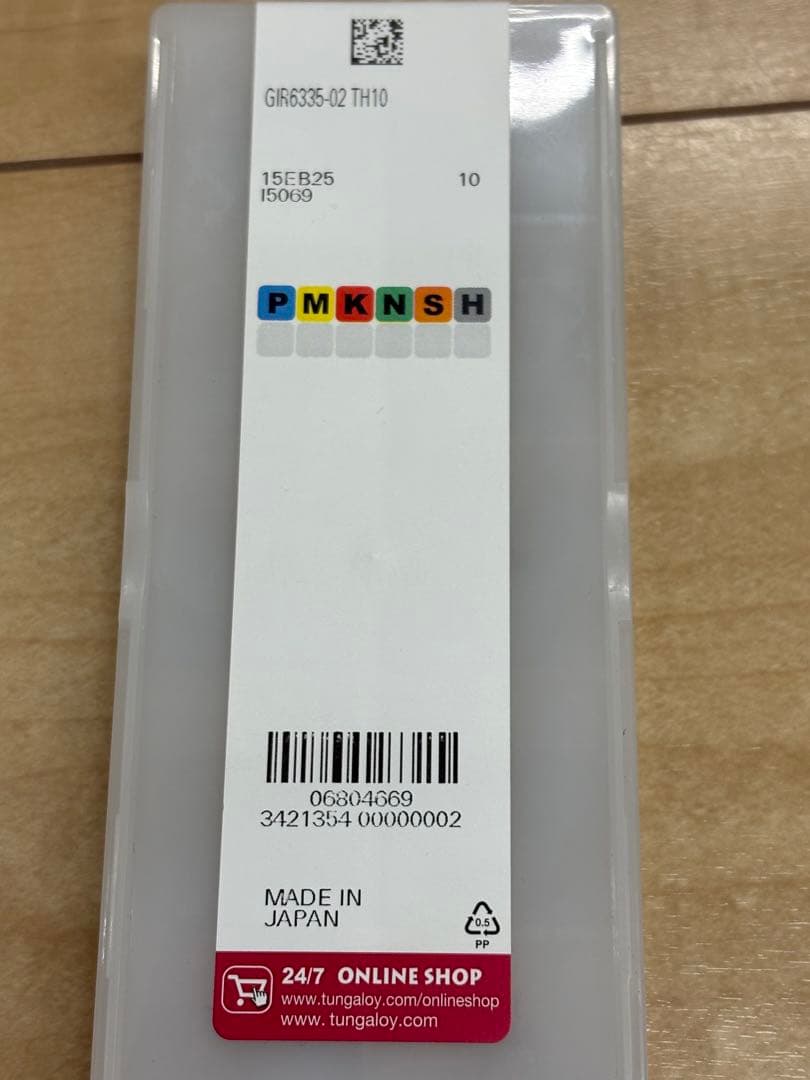 GIR6335-02 TH10
15EB25 10
I5069
P M K N S H
06804669
3421354 00000002
MADE IN
JAPAN
0.5
PP
24/7 ONLINE SHOP
www.tungaloy.com/onlineshop
www.tungaloy.com